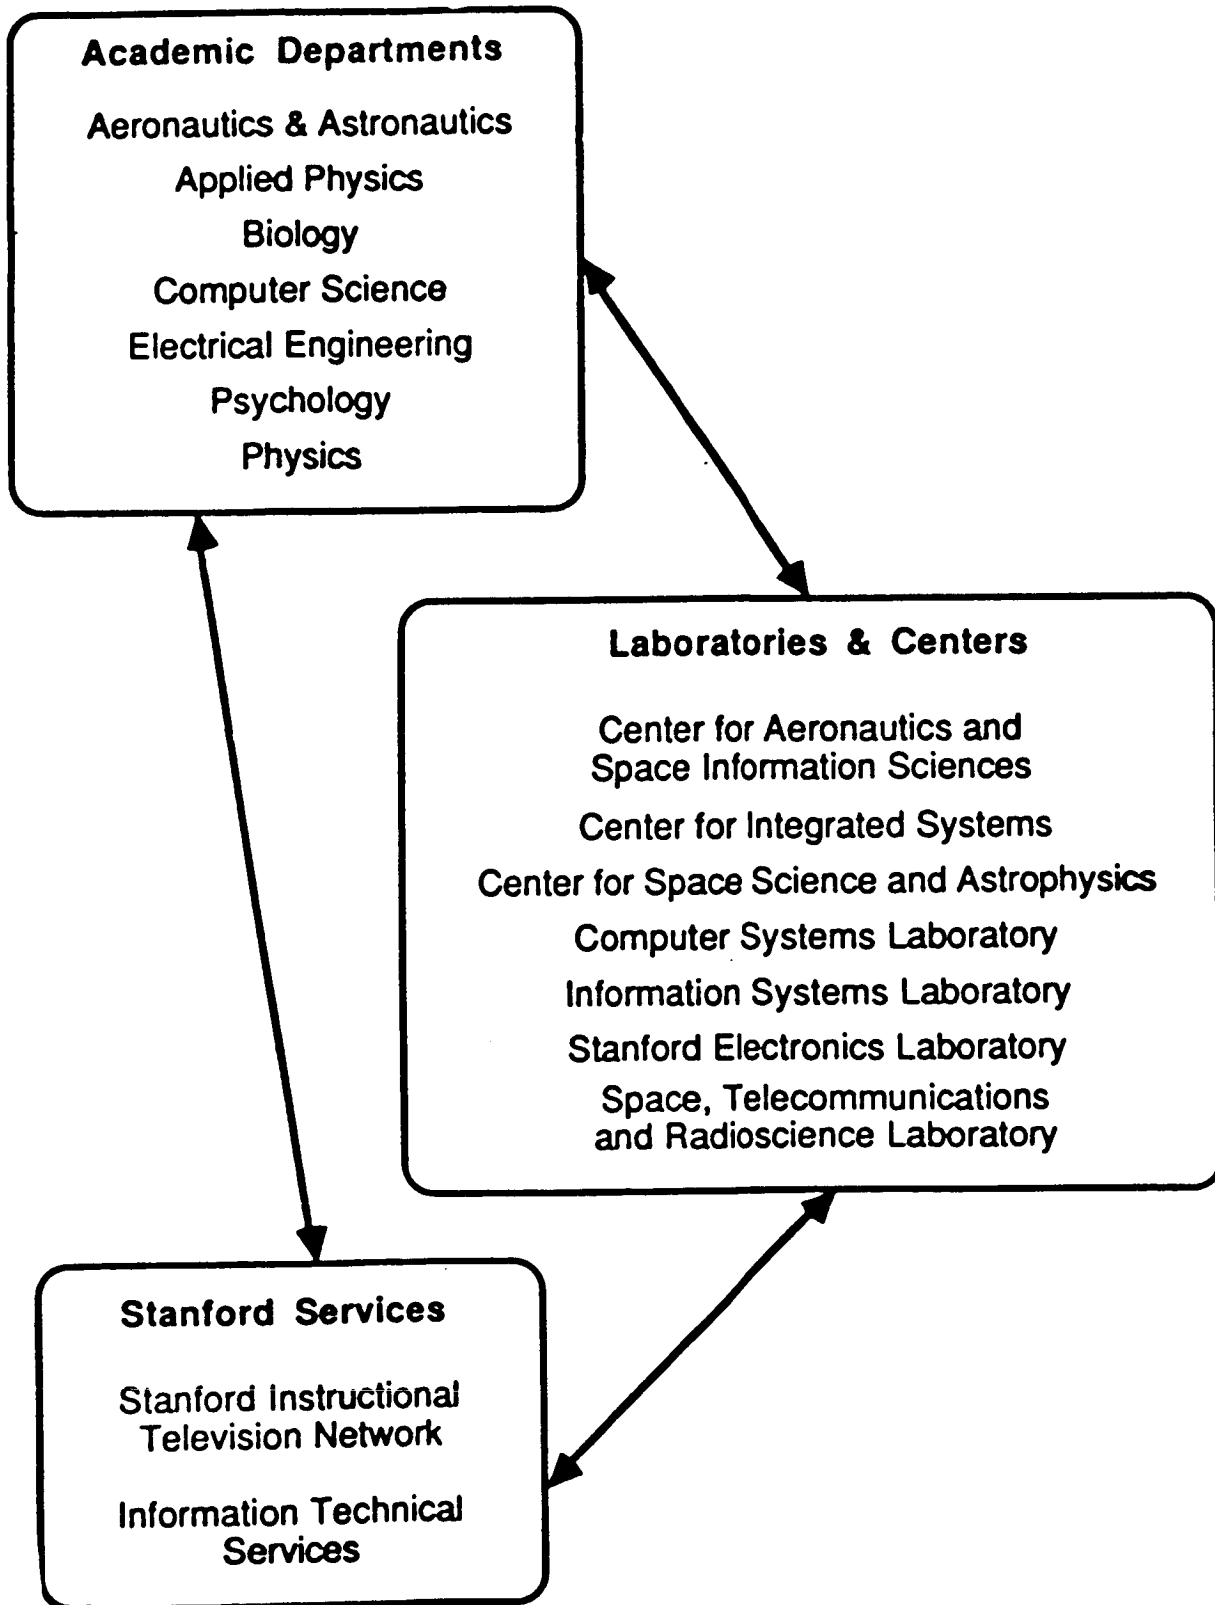 Academic Departments
Aeronautics & Astronautics
Applied Physics
Biology
Computer Science
Electrical Engineering
Psychology
Physics
Laboratories & Centers
Center for Aeronautics and
Space Information Sciences
Center for Integrated Systems
Center for Space Science and Astrophysics
Computer Systems Laboratory
Information Systems Laboratory
Stanford Electronics Laboratory
Space, Telecommunications
and Radioscience Laboratory
Stanford Services
Stanford Instructional
Television Network
Information Technical
Services